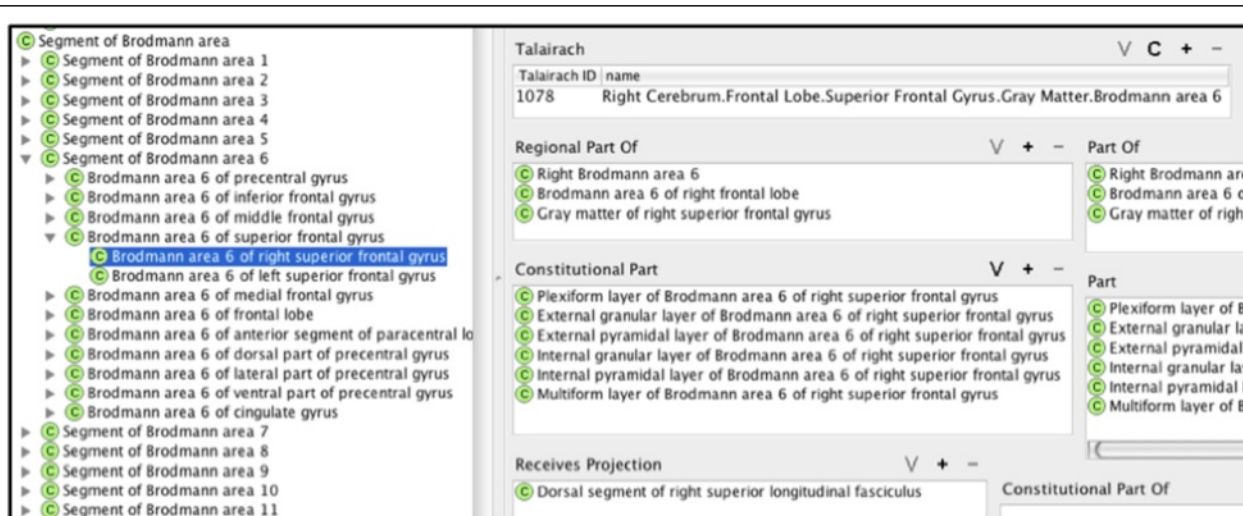 Segment of Brodmann area
Segment of Brodmann area 1
Segment of Brodmann area 2
Segment of Brodmann area 3
Segment of Brodmann area 4
Segment of Brodmann area 5
Segment of Brodmann area 6
Brodmann area 6 of precentral gyrus
Brodmann area 6 of inferior frontal gyrus
Brodmann area 6 of middle frontal gyrus
Brodmann area 6 of superior frontal gyrus
Brodmann area 6 of right superior frontal gyrus
Brodmann area 6 of left superior frontal gyrus
Brodmann area 6 of medial frontal gyrus
Brodmann area 6 of frontal lobe
Brodmann area 6 of anterior segment of paracentral lo
Brodmann area 6 of dorsal part of precentral gyrus
Brodmann area 6 of lateral part of precentral gyrus
Brodmann area 6 of ventral part of precentral gyrus
Brodmann area 6 of cingulate gyrus
Segment of Brodmann area 7
Segment of Brodmann area 8
Segment of Brodmann area 9
Segment of Brodmann area 10
Segment of Brodmann area 11
Talairach V C + −
Talairach ID name
1078 Right Cerebrum.Frontal Lobe.Superior Frontal Gyrus.Gray Matter.Brodmann area 6
Regional Part Of V + −
Right Brodmann area 6
Brodmann area 6 of right frontal lobe
Gray matter of right superior frontal gyrus
Part Of
Right Brodmann are
Brodmann area 6 o
Gray matter of righ
Constitutional Part V + −
Plexiform layer of Brodmann area 6 of right superior frontal gyrus
External granular layer of Brodmann area 6 of right superior frontal gyrus
External pyramidal layer of Brodmann area 6 of right superior frontal gyrus
Internal granular layer of Brodmann area 6 of right superior frontal gyrus
Internal pyramidal layer of Brodmann area 6 of right superior frontal gyrus
Multiform layer of Brodmann area 6 of right superior frontal gyrus
Part
Plexiform layer of B
External granular la
External pyramidal
Internal granular lay
Internal pyramidal l
Multiform layer of B
Receives Projection V + −
Dorsal segment of right superior longitudinal fasciculus
Constitutional Part Of